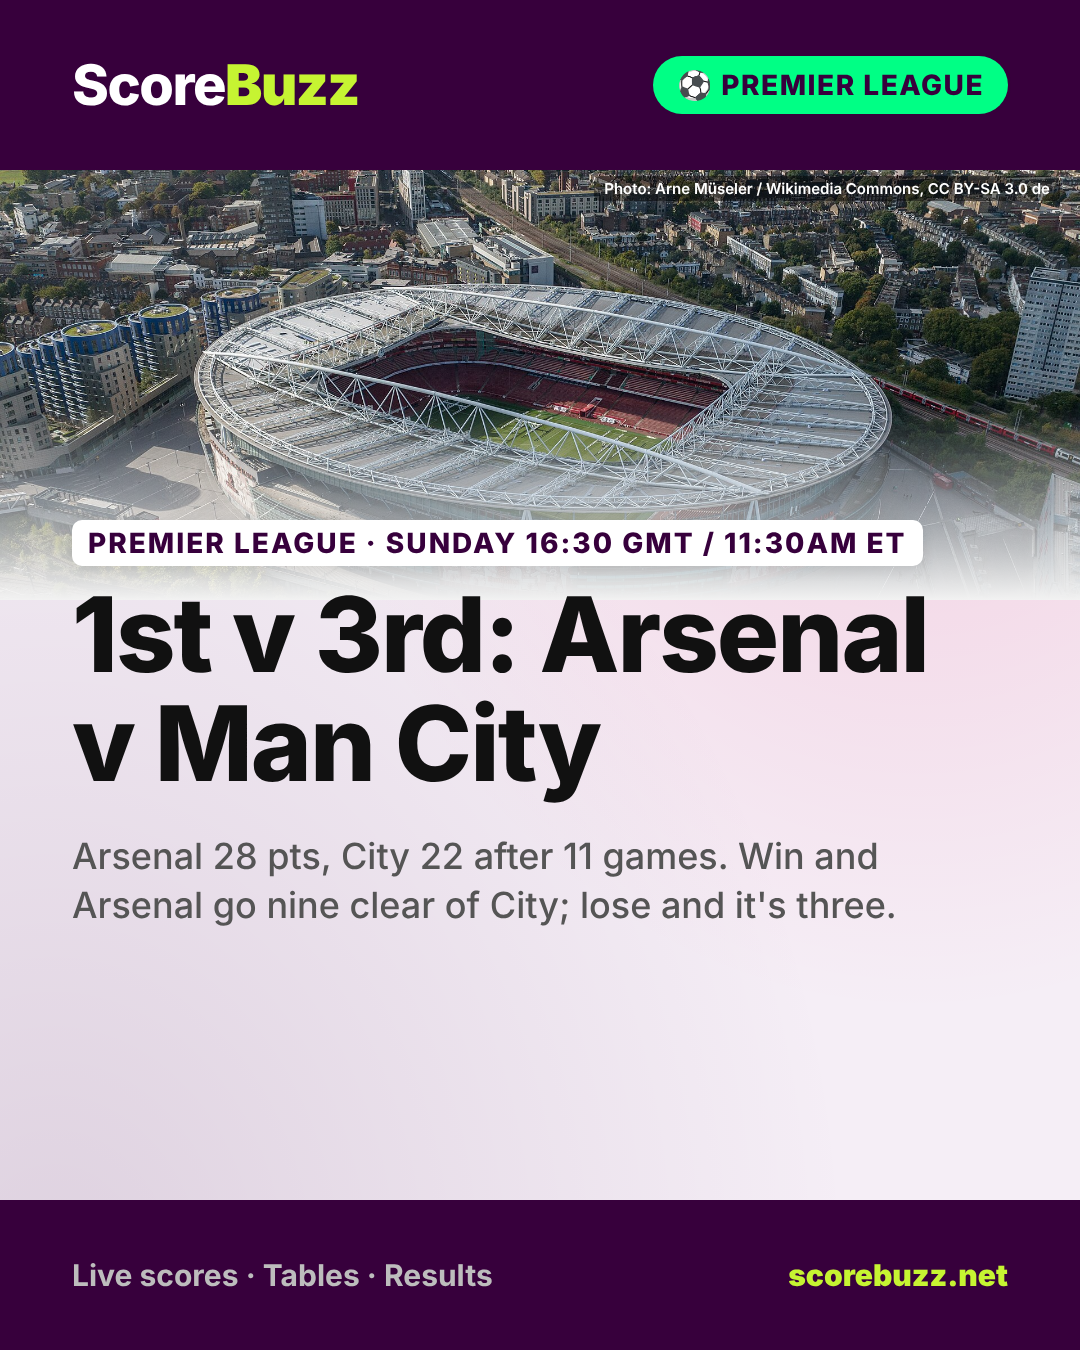 ScoreBuzz
⚽ PREMIER LEAGUE
Photo: Arne Müseler / Wikimedia Commons, CC BY-SA 3.0 de
PREMIER LEAGUE · SUNDAY 16:30 GMT / 11:30AM ET
1st v 3rd: Arsenal
v Man City
Arsenal 28 pts, City 22 after 11 games. Win and
Arsenal go nine clear of City; lose and it's three.
Live scores · Tables · Results
scorebuzz.net